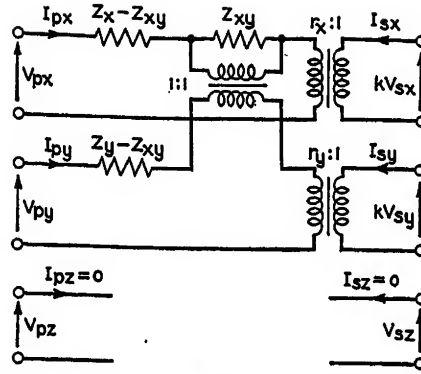 Ipx Zx-Zxy Zxy rx:1 Isx
Vpx 1:1 kVsx
Ipy Zy-Zxy ry:1 Isy
Vpy kVsy
Ipz=0 Isz=0
Vpz Vsz